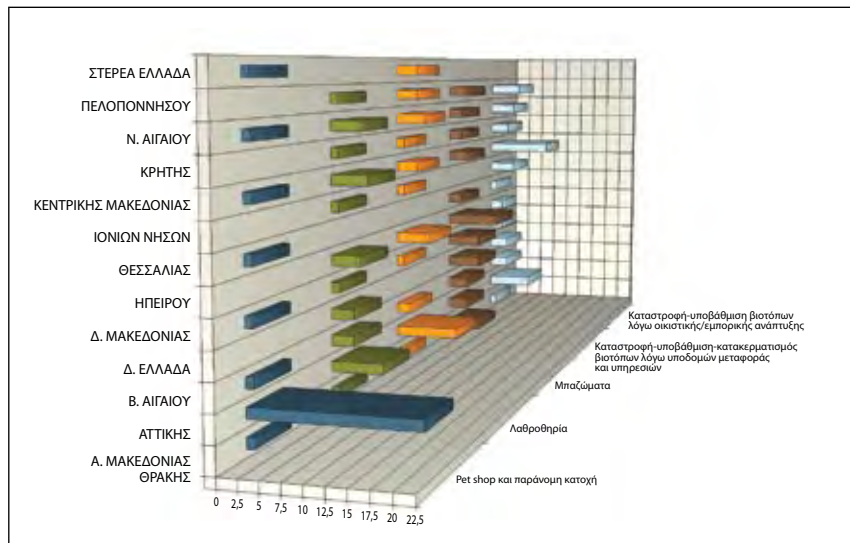 ΣΤΕΡΕΑ ΕΛΛΑΔΑ
ΠΕΛΟΠΟΝΝΗΣΟΥ
Ν. ΑΙΓΑΙΟΥ
ΚΡΗΤΗΣ
ΚΕΝΤΡΙΚΗΣ ΜΑΚΕΔΟΝΙΑΣ
ΙΟΝΙΩΝ ΝΗΣΩΝ
ΘΕΣΣΑΛΙΑΣ
ΗΠΕΙΡΟΥ
Δ. ΜΑΚΕΔΟΝΙΑΣ
Δ. ΕΛΛΑΔΑ
Β. ΑΙΓΑΙΟΥ
ΑΤΤΙΚΗΣ
Α. ΜΑΚΕΔΟΝΙΑΣ
ΘΡΑΚΗΣ
0 2,5 5 7,5 10 12,5 15 17,5 20 22,5
Καταστροφή-υποβάθμιση βιοτόπων
λόγω οικιστικής/εμπορικής ανάπτυξης
Καταστροφή-υποβάθμιση-κατακερματισμός
βιοτόπων λόγω υποδομών μεταφοράς
και υπηρεσιών
Μπαζώματα
Λαθροθηρία
Pet shop και παράνομη κατοχή